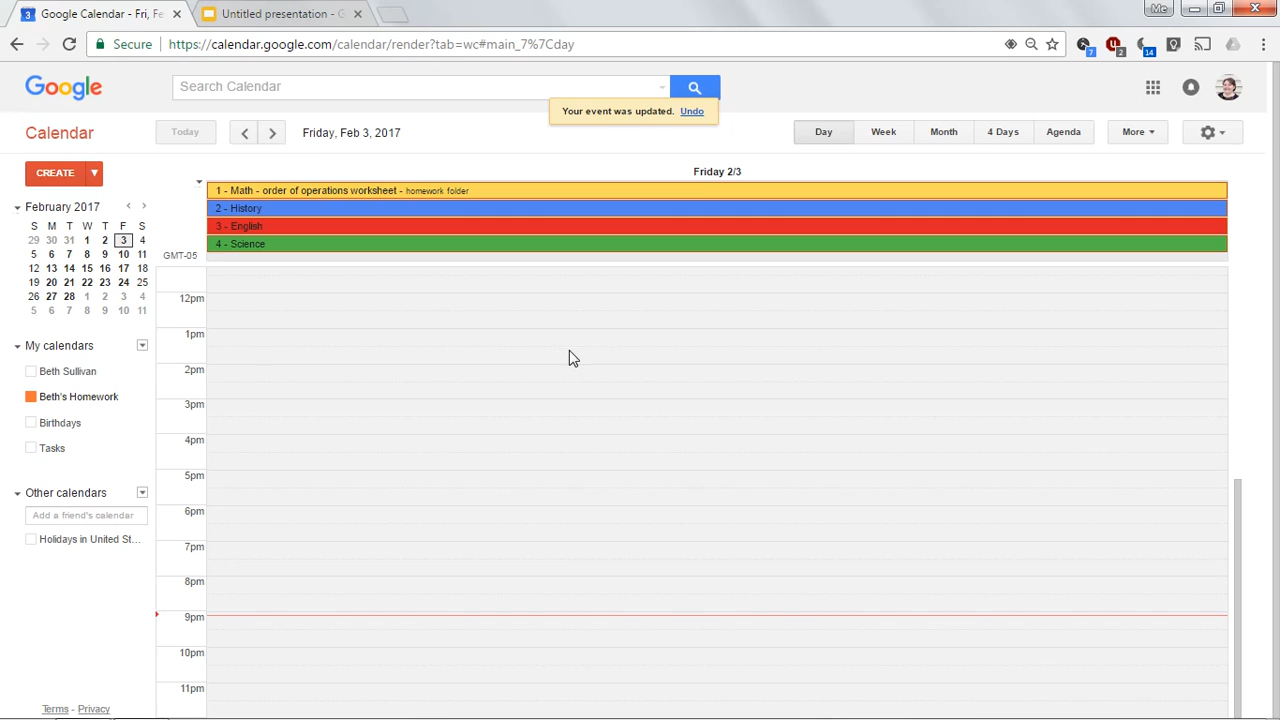 Google Calendar - Fri, Fe
Untitled presentation - G
Me
Secure
https://calendar.google.com/calendar/render?tab=wc#main_7%7Cday
7
2
14
Google
Search Calendar
Your event was updated. Undo
Calendar
Today
Friday, Feb 3, 2017
Day
Week
Month
4 Days
Agenda
More
CREATE
February 2017
S M T W T F S
29 30 31 1 2 3 4
5 6 7 8 9 10 11
12 13 14 15 16 17 18
19 20 21 22 23 24 25
26 27 28 1 2 3 4
5 6 7 8 9 10 11
My calendars
Beth Sullivan
Beth's Homework
Birthdays
Tasks
Other calendars
Add a friend's calendar
Holidays in United St...
Terms - Privacy
Friday 2/3
1 - Math - order of operations worksheet - homework folder
2 - History
3 - English
4 - Science
GMT-05
12pm
1pm
2pm
3pm
4pm
5pm
6pm
7pm
8pm
9pm
10pm
11pm